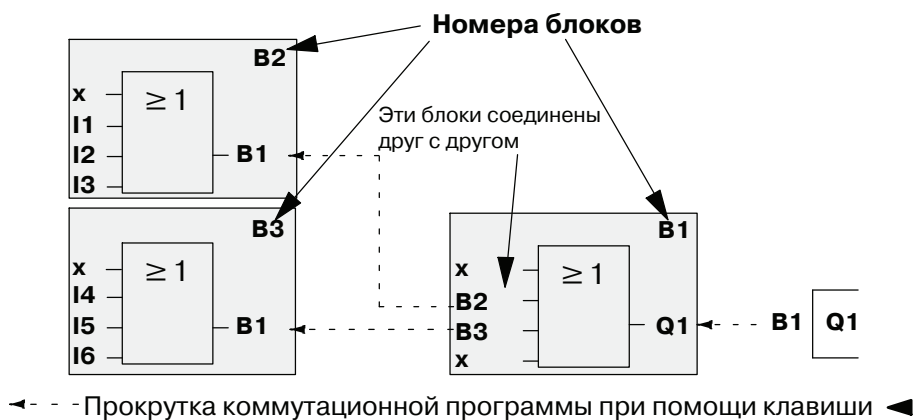 Номера блоков
B2
x
≥ 1
I1
I2
B1
I3
Эти блоки соединены
друг с другом
B3
x
≥ 1
I4
I5
B1
I6
B1
x
≥ 1
B2
B3
Q1
x
B1
Q1
Прокрутка коммутационной программы при помощи клавиши